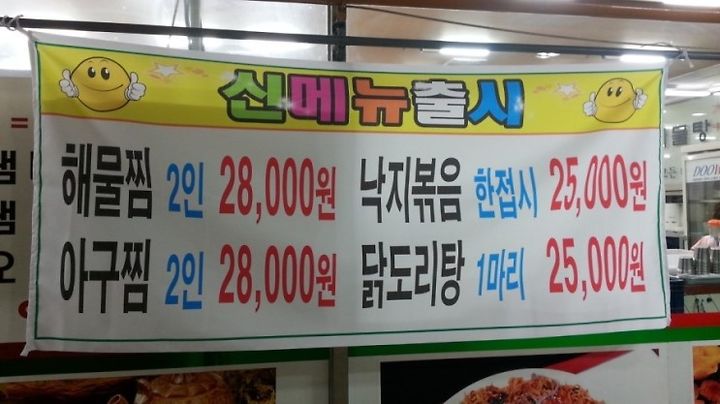 신메뉴출시
해물찜 2인 28,000원 낙지볶음 한접시 25,000원
아구찜 2인 28,000원 닭도리탕 1마리 25,000원
탕